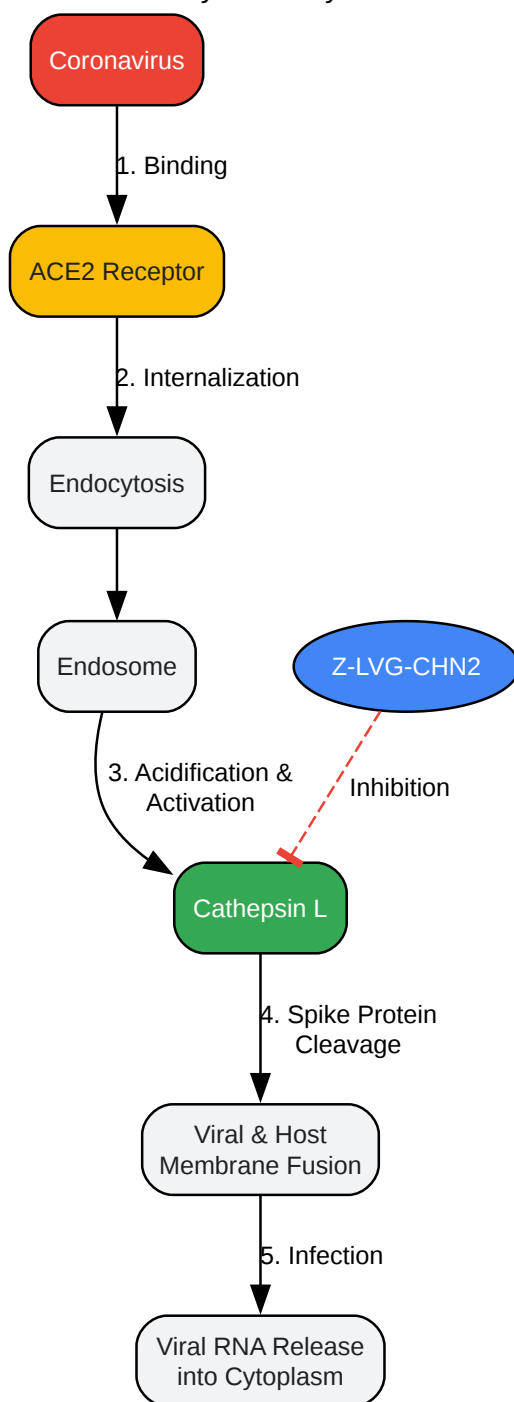 Coronavirus
1. Binding
ACE2 Receptor
2. Internalization
Endocytosis
Endosome
Z-LVG-CHN2
3. Acidification &
Activation
Inhibition
Cathepsin L
4. Spike Protein
Cleavage
Viral & Host
Membrane Fusion
5. Infection
Viral RNA Release
into Cytoplasm